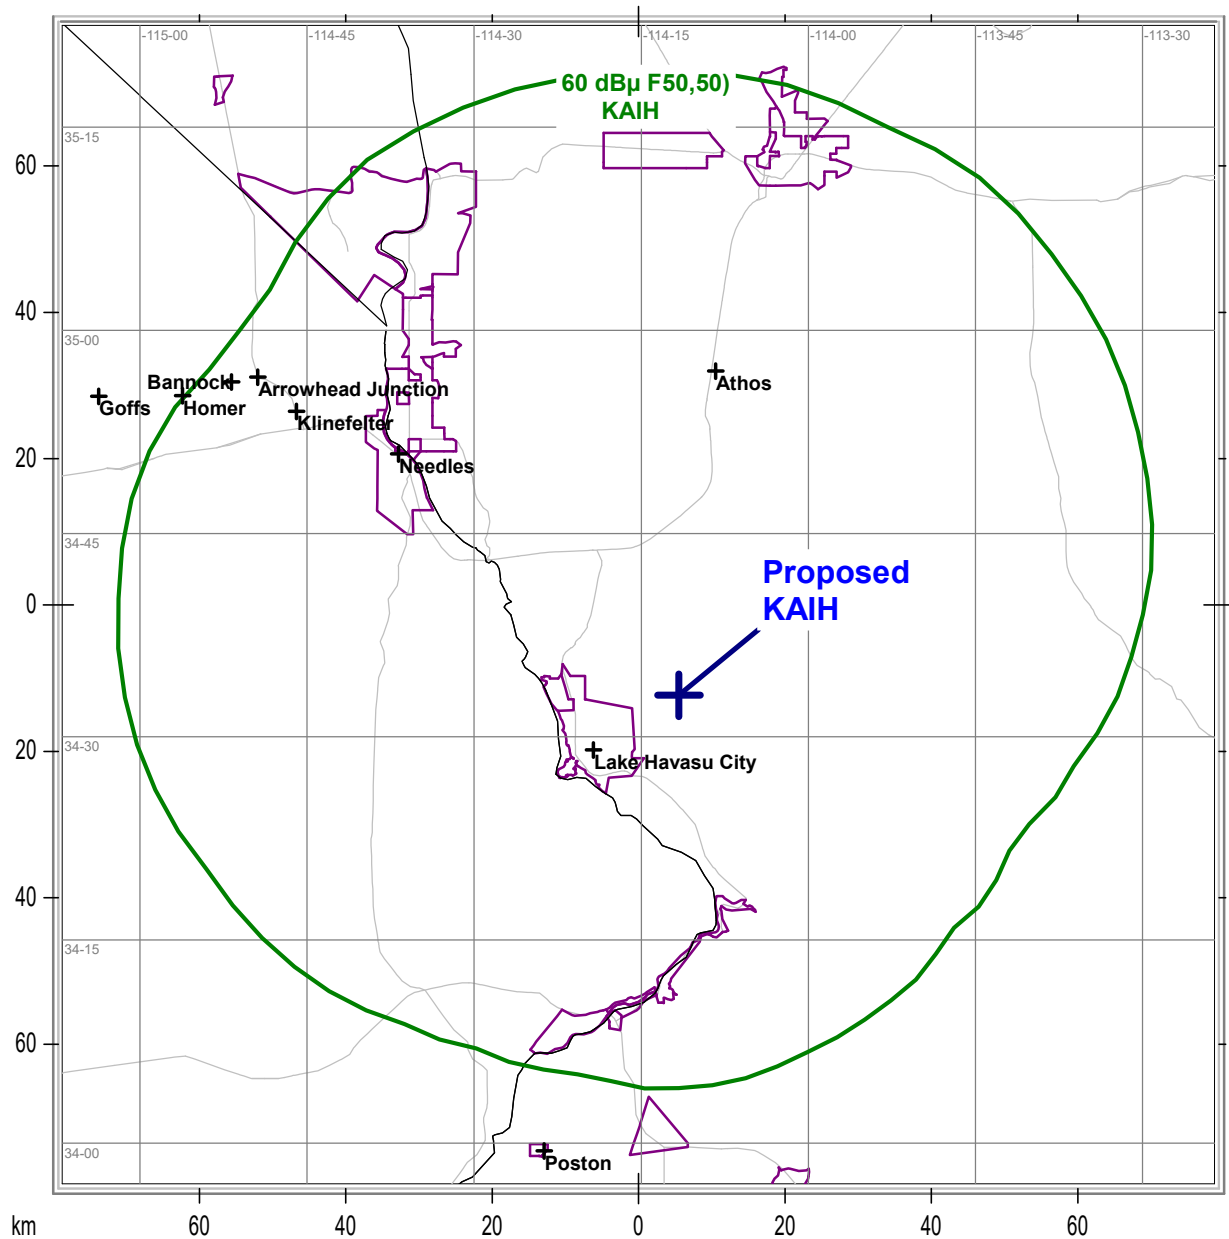 -115-00
-114-45
-114-30
-114-15
-114-00
-113-45
-113-30
60 dBµ F50,50)
KAIH
35-15
60
40
35-00
Bannock
Arrowhead Junction
Athos
Goffs
Homer
Klinefelter
20
Needles
34-45
Proposed
KAIH
0
34-30
20
Lake Havasu City
40
34-15
60
34-00
Poston
km
60
40
20
0
20
40
60